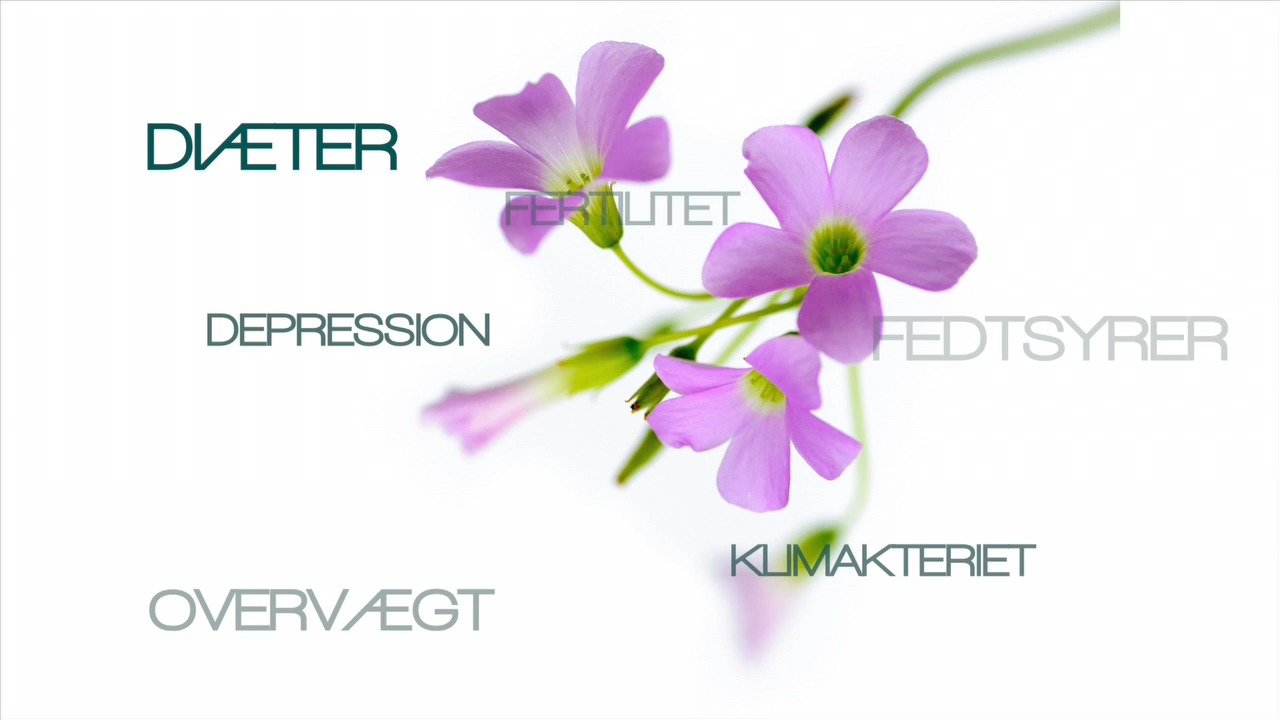 DIÆTER
FERTILITET
DEPRESSION
FEDTSYRER
KLIMAKTERIET
OVERVÆGT